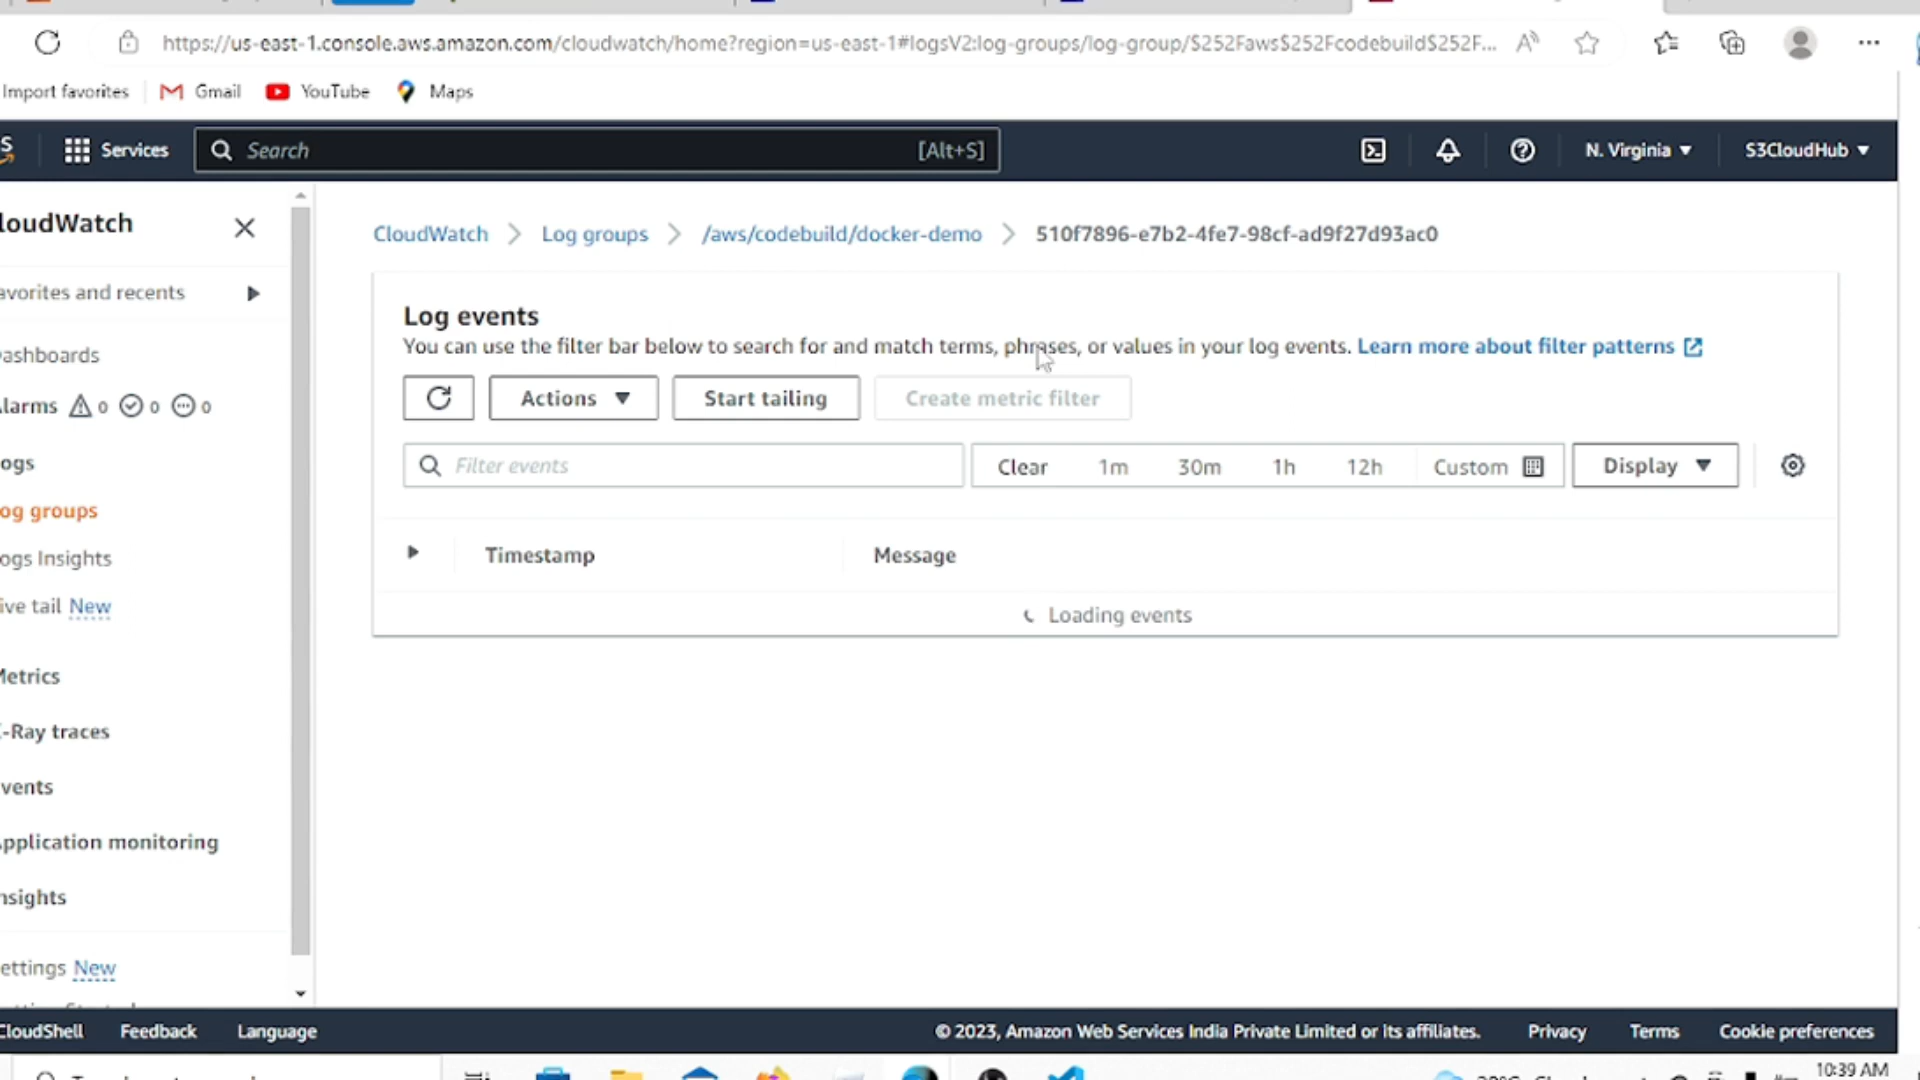 https://us-east-1.console.aws.amazon.com/cloudwatch/home?region=us-east-1#logsV2:log-groups/log-group/$252Faws$252Fcodebuild$252F...
Import favorites Gmail YouTube Maps
Services Search [Alt+S] N. Virginia S3CloudHub
loudWatch
CloudWatch Log groups /aws/codebuild/docker-demo 510f7896-e7b2-4fe7-98cf-ad9f27d93ac0
avorites and recents
Log events
You can use the filter bar below to search for and match terms, phrases, or values in your log events. Learn more about filter patterns
ashboards
larms 0 0 0
Actions Start tailing Create metric filter
ogs
Filter events Clear 1m 30m 1h 12h Custom Display
og groups
ogs Insights
Timestamp Message
ive tail New
Loading events
Metrics
-Ray traces
vents
pplication monitoring
nsights
ettings New
CloudShell Feedback Language © 2023, Amazon Web Services India Private Limited or its affiliates. Privacy Terms Cookie preferences
10:39 AM